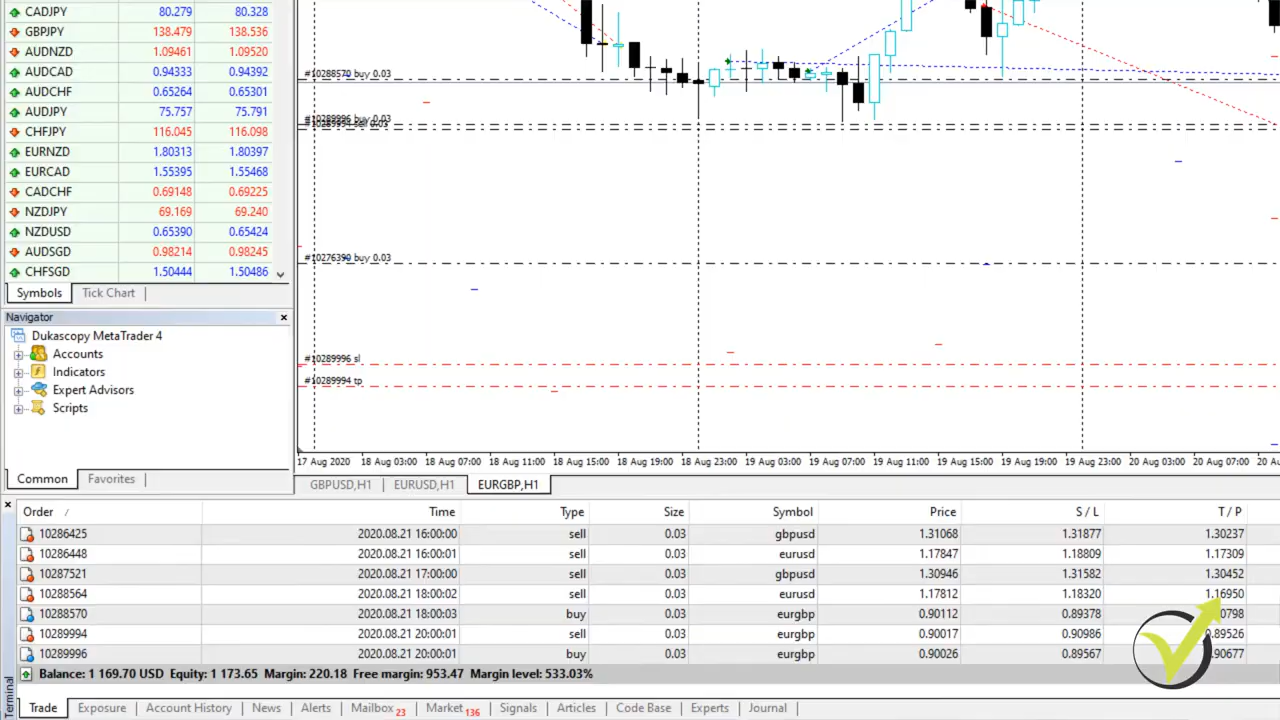 CADJPY 80.279 80.328
GBPJPY 138.479 138.536
AUDNZD 1.09461 1.09520
AUDCAD 0.94333 0.94392
AUDCHF 0.65264 0.65301
AUDJPY 75.757 75.791
CHFJPY 116.045 116.098
EURNZD 1.80313 1.80397
EURCAD 1.55395 1.55468
CADCHF 0.69148 0.69225
NZDJPY 69.169 69.240
NZDUSD 0.65390 0.65424
AUDSGD 0.98214 0.98245
CHFSGD 1.50444 1.50486
Symbols Tick Chart
Navigator
Dukascopy MetaTrader 4
Accounts
Indicators
Expert Advisors
Scripts
Common Favorites
#10288570 buy 0.03
#10289996 buy 0.03
#10276390 buy 0.03
#10289996 sl
#10289994 tp
17 Aug 2020 18 Aug 03:00 18 Aug 07:00 18 Aug 11:00 18 Aug 15:00 18 Aug 19:00 18 Aug 23:00 19 Aug 03:00 19 Aug 07:00 19 Aug 11:00 19 Aug 15:00 19 Aug 19:00 19 Aug 23:00 20 Aug 03:00 20 Aug 07:00
GBPUSD,H1 EURUSD,H1 EURGBP,H1
Order / Time Type Size Symbol Price S / L T / P
10286425 2020.08.21 16:00:00 sell 0.03 gbpusd 1.31068 1.31877 1.30237
10286448 2020.08.21 16:00:01 sell 0.03 eurusd 1.17847 1.18809 1.17309
10287521 2020.08.21 17:00:00 sell 0.03 gbpusd 1.30946 1.31582 1.30452
10288564 2020.08.21 18:00:02 sell 0.03 eurusd 1.17812 1.18320 1.16950
10288570 2020.08.21 18:00:03 buy 0.03 eurgbp 0.90112 0.89378
10289994 2020.08.21 20:00:01 sell 0.03 eurgbp 0.90017 0.90986 0.89526
10289996 2020.08.21 20:00:01 buy 0.03 eurgbp 0.90026 0.89567 0.90677
Balance: 1 169.70 USD Equity: 1 173.65 Margin: 220.18 Free margin: 953.47 Margin level: 533.03%
Terminal
Trade Exposure Account History News Alerts Mailbox 23 Market 136 Signals Articles Code Base Experts Journal